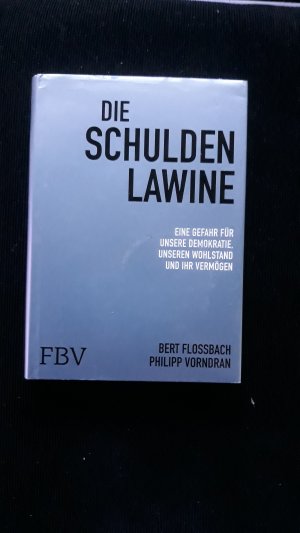 DIE
SCHULDEN
LAWINE
EINE GEFAHR FÜR
UNSERE DEMOKRATIE,
UNSEREN WOHLSTAND
UND IHR VERMÖGEN
BERT FLOSSBACH
PHILIPP VORNDRAN
FBV